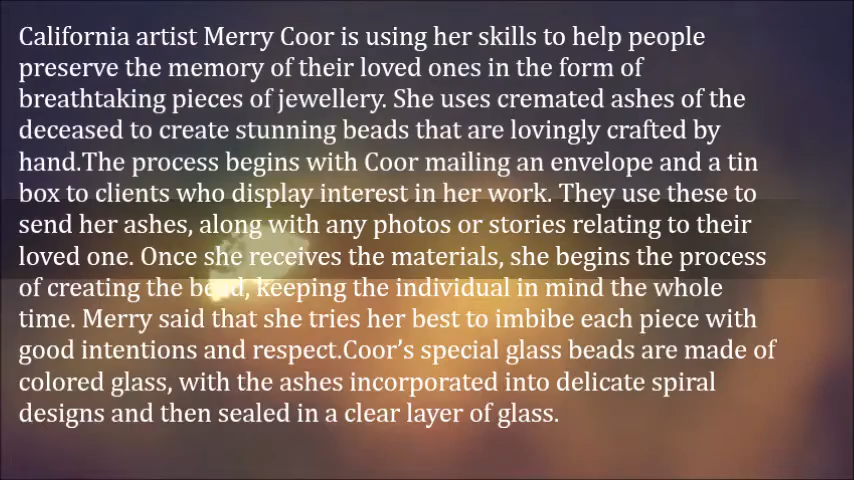 California artist Merry Coor is using her skills to help people
preserve the memory of their loved ones in the form of
breathtaking pieces of jewellery. She uses cremated ashes of the
deceased to create stunning beads that are lovingly crafted by
hand.The process begins with Coor mailing an envelope and a tin
box to clients who display interest in her work. They use these to
send her ashes, along with any photos or stories relating to their
loved one. Once she receives the materials, she begins the process
of creating the bead, keeping the individual in mind the whole
time. Merry said that she tries her best to imbibe each piece with
good intentions and respect.Coor’s special glass beads are made of
colored glass, with the ashes incorporated into delicate spiral
designs and then sealed in a clear layer of glass.